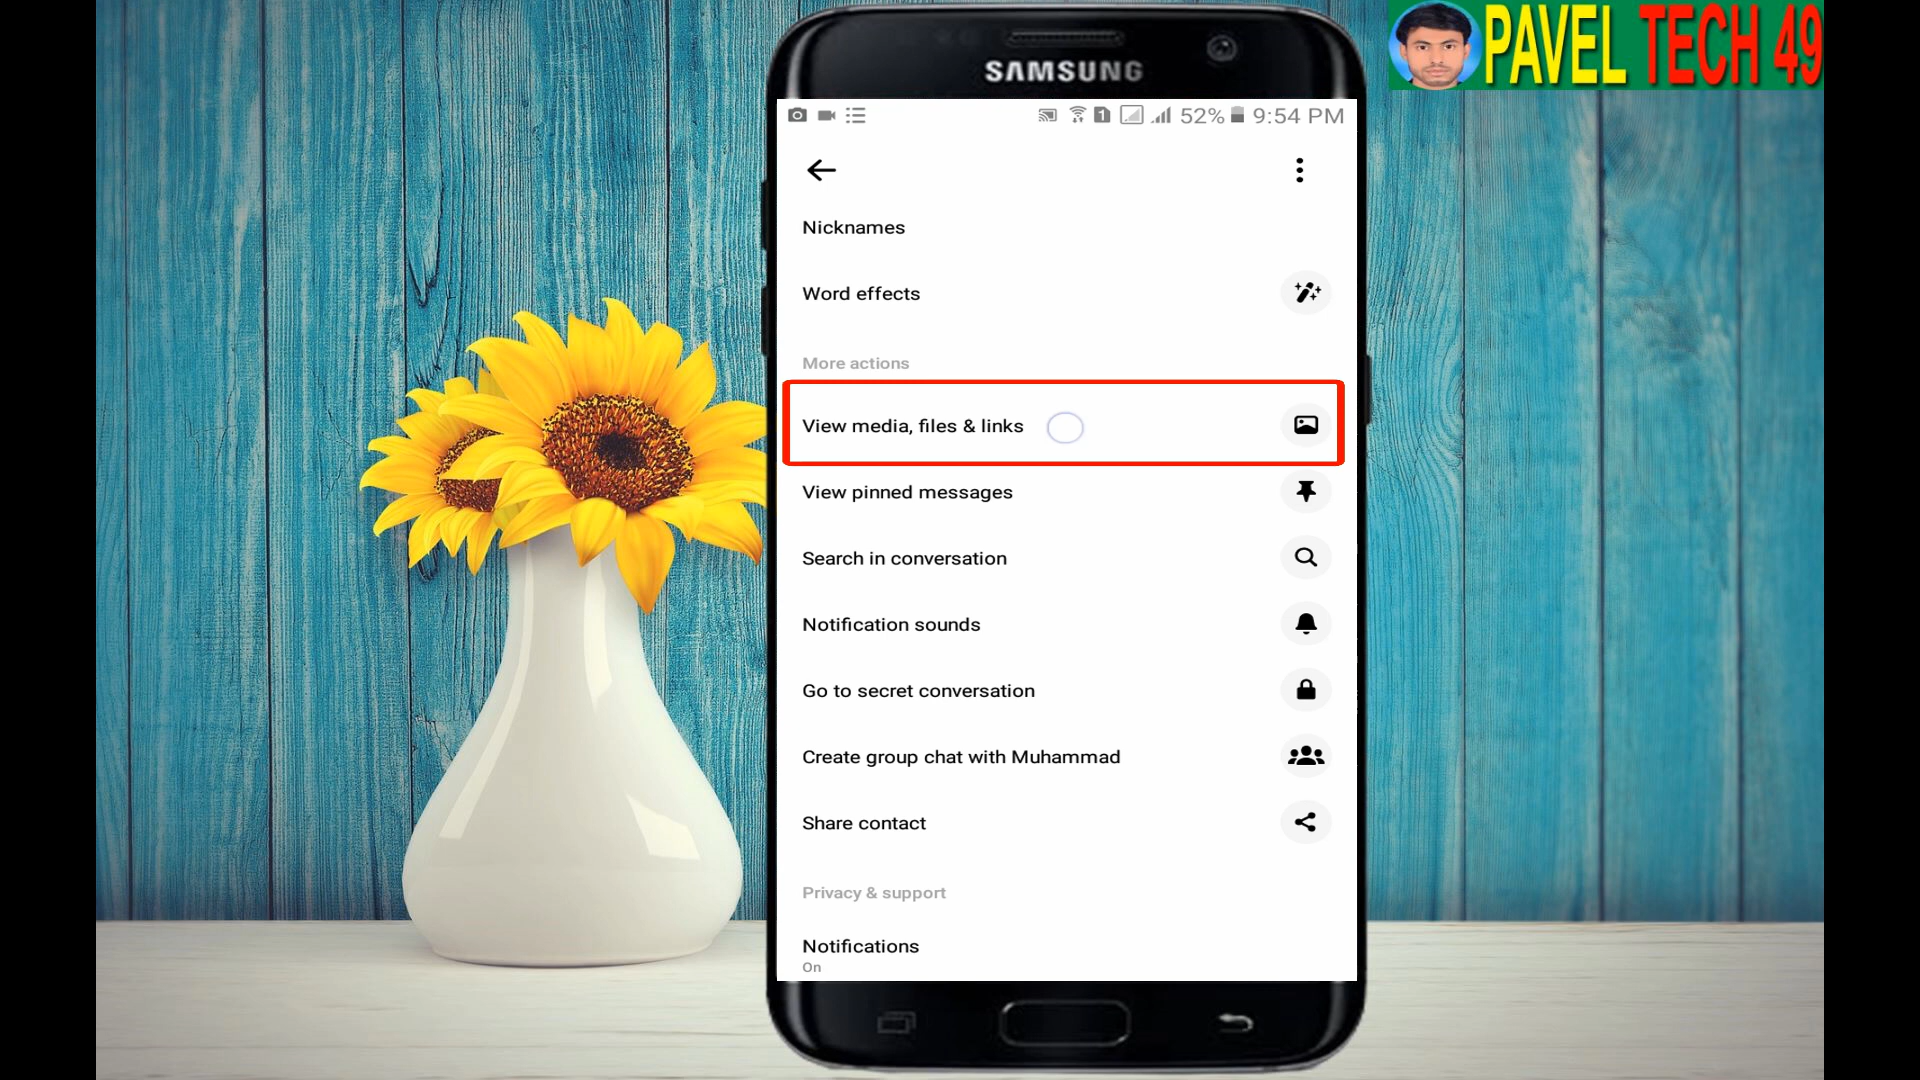 PAVEL TECH 49
SAMSUNG
1 52% 9:54 PM
Nicknames
Word effects
More actions
View media, files & links
View pinned messages
Search in conversation
Notification sounds
Go to secret conversation
Create group chat with Muhammad
Share contact
Privacy & support
Notifications
On